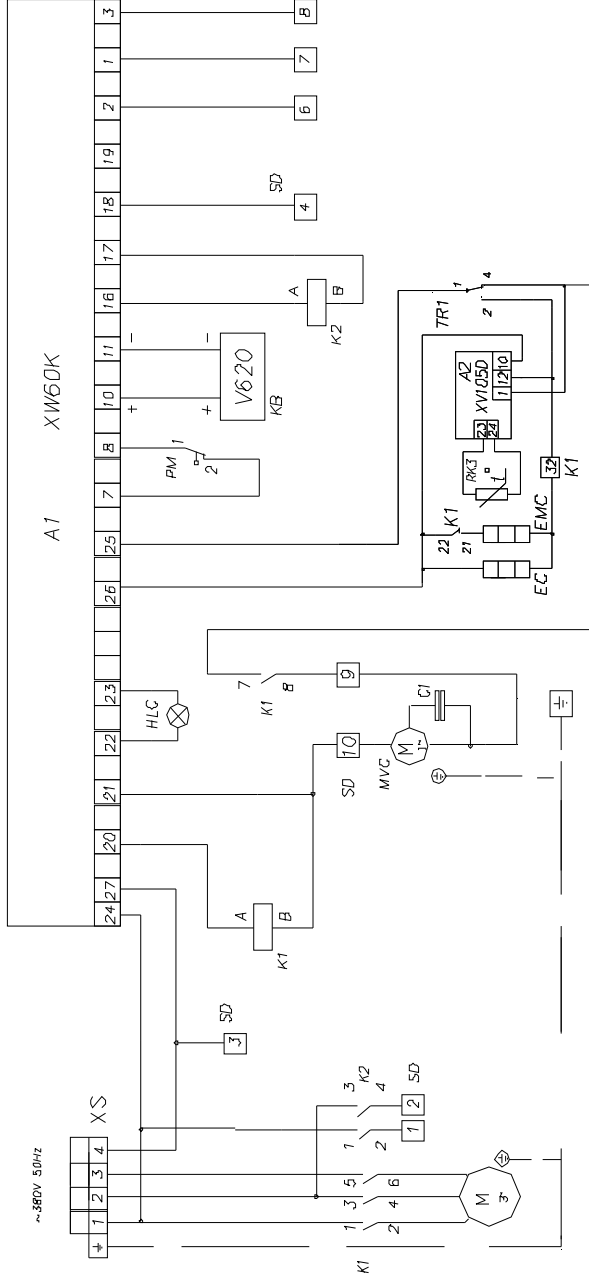 ~380V 50Hz
XS
1
2
3
4
A1
XW60K
24
27
20
21
22
23
26
25
7
8
10
11
16
17
18
19
2
1
3
HLC
PM
1
2
+
-
+
-
V620
KB
A
B
K2
SD
4
6
7
8
A
B
K1
SD
3
K1
7
8
9
SD
10
MVC
M
C1
TR1
1
2
4
A2
XV105D
1
12
10
23
24
RK3
t
K1
22
21
EC
EMC
32
K1
K1
1
2
3
4
5
6
M
3
K2
1
2
3
4
SD
1
2